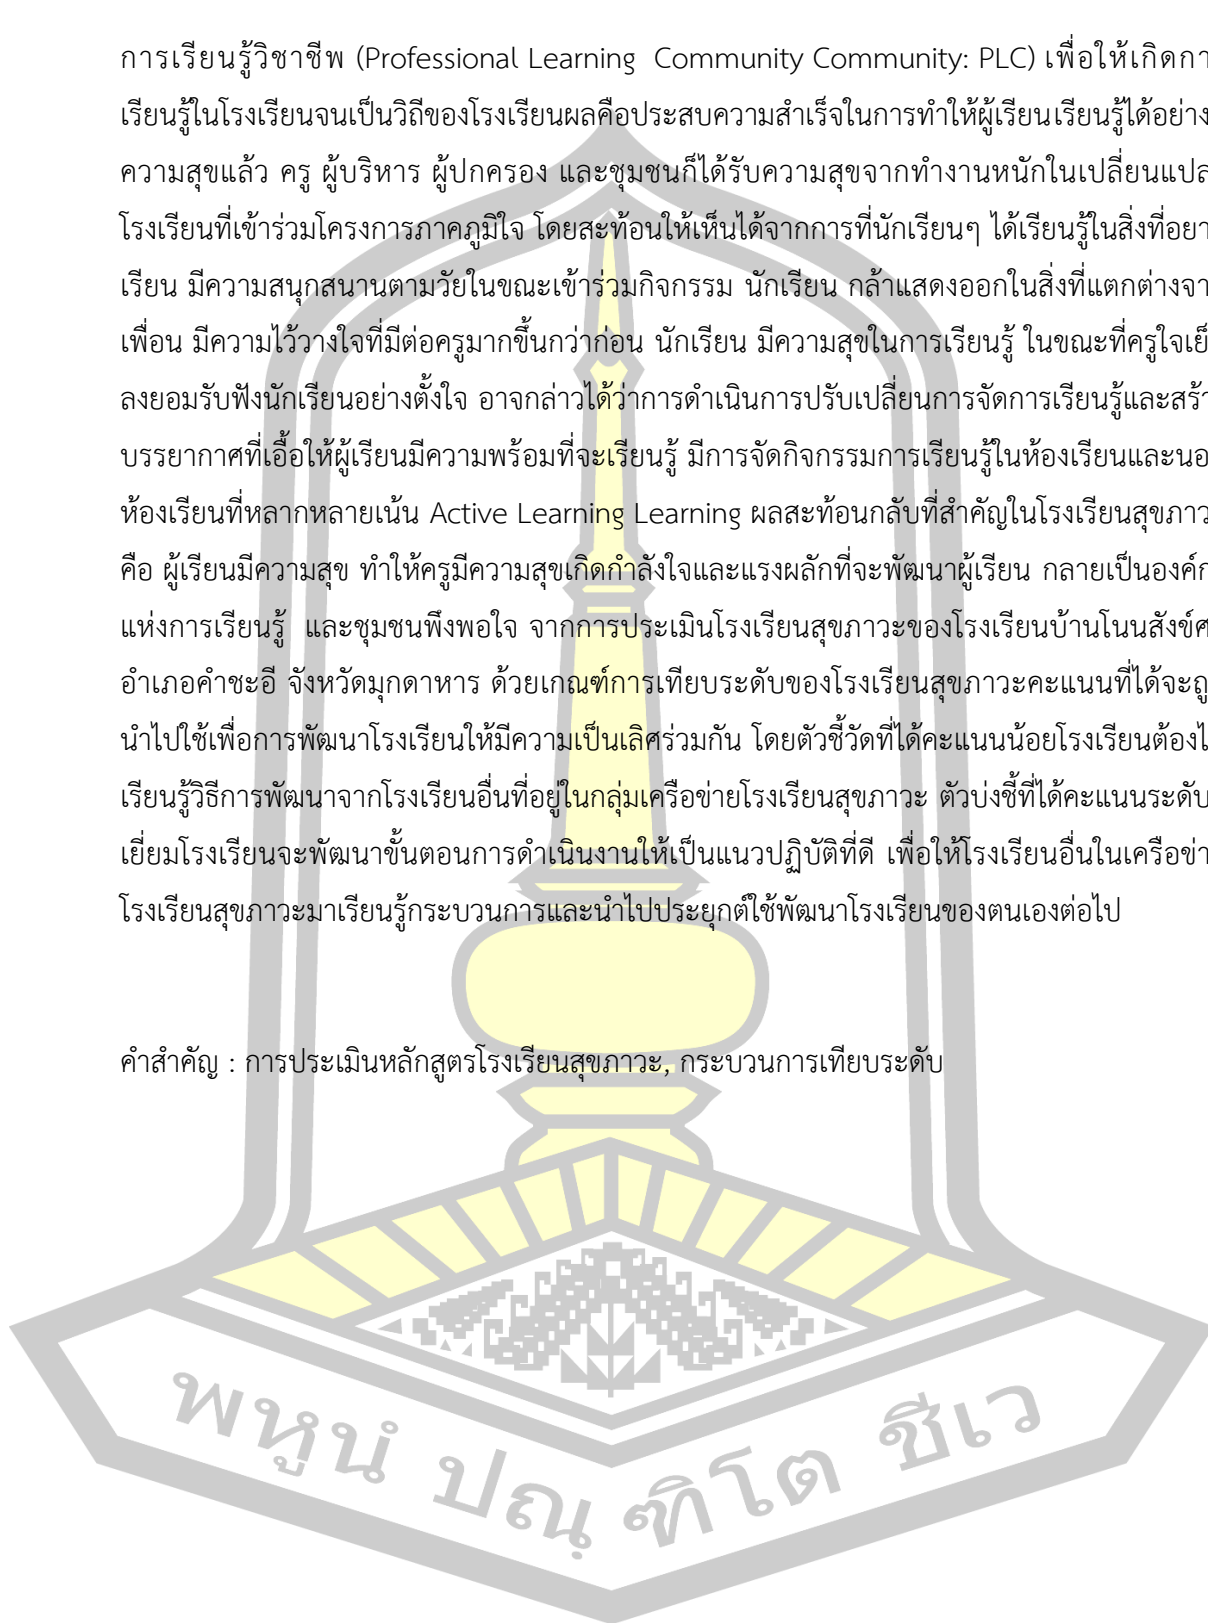 การเรียนรู้วิชาชีพ (Professional Learning Community Community: PLC) เพื่อให้เกิดกา
เรียนรู้ในโรงเรียนจนเป็นวิถีของโรงเรียนผลคือประสบความสำเร็จในการทำให้ผู้เรียนเรียนรู้ได้อย่าง
ความสุขแล้ว ครู ผู้บริหาร ผู้ปกครอง และชุมชนก็ได้รับความสุขจากทำงานหนักในเปลี่ยนแปล
โรงเรียนที่เข้าร่วมโครงการภาคภูมิใจ โดยสะท้อนให้เห็นได้จากการที่นักเรียนๆ ได้เรียนรู้ในสิ่งที่อยา
เรียน มีความสนุกสนานตามวัยในขณะเข้าร่วมกิจกรรม นักเรียน กล้าแสดงออกในสิ่งที่แตกต่างจา
เพื่อน มีความไว้วางใจที่มีต่อครูมากขึ้นกว่าก่อน นักเรียน มีความสุขในการเรียนรู้ ในขณะที่ครูใจเย็
ลงยอมรับฟังนักเรียนอย่างตั้งใจ อาจกล่าวได้ว่าการดำเนินการปรับเปลี่ยนการจัดการเรียนรู้และสร้า
บรรยากาศที่เอื้อให้ผู้เรียนมีความพร้อมที่จะเรียนรู้ มีการจัดกิจกรรมการเรียนรู้ในห้องเรียนและนอ
ห้องเรียนที่หลากหลายเน้น Active Learning Learning ผลสะท้อนกลับที่สำคัญในโรงเรียนสุขภาว
คือ ผู้เรียนมีความสุข ทำให้ครูมีความสุขเกิดกำลังใจและแรงผลักที่จะพัฒนาผู้เรียน กลายเป็นองค์ก
แห่งการเรียนรู้ และชุมชนพึงพอใจ จากการประเมินโรงเรียนสุขภาวะของโรงเรียนบ้านโนนสังข์ศ
อำเภอคำชะอี จังหวัดมุกดาหาร ด้วยเกณฑ์การเทียบระดับของโรงเรียนสุขภาวะคะแนนที่ได้จะถู
นำไปใช้เพื่อการพัฒนาโรงเรียนให้มีความเป็นเลิศร่วมกัน โดยตัวชี้วัดที่ได้คะแนนน้อยโรงเรียนต้องไ
เรียนรู้วิธีการพัฒนาจากโรงเรียนอื่นที่อยู่ในกลุ่มเครือข่ายโรงเรียนสุขภาวะ ตัวบ่งชี้ที่ได้คะแนนระดับ
เยี่ยมโรงเรียนจะพัฒนาขั้นตอนการดำเนินงานให้เป็นแนวปฏิบัติที่ดี เพื่อให้โรงเรียนอื่นในเครือข่า
โรงเรียนสุขภาวะมาเรียนรู้กระบวนการและนำไปประยุกต์ใช้พัฒนาโรงเรียนของตนเองต่อไป
คำสำคัญ : การประเมินหลักสูตรโรงเรียนสุขภาวะ, กระบวนการเทียบระดับ
พหูนํ ปณฺ ฑิโต ชีเว